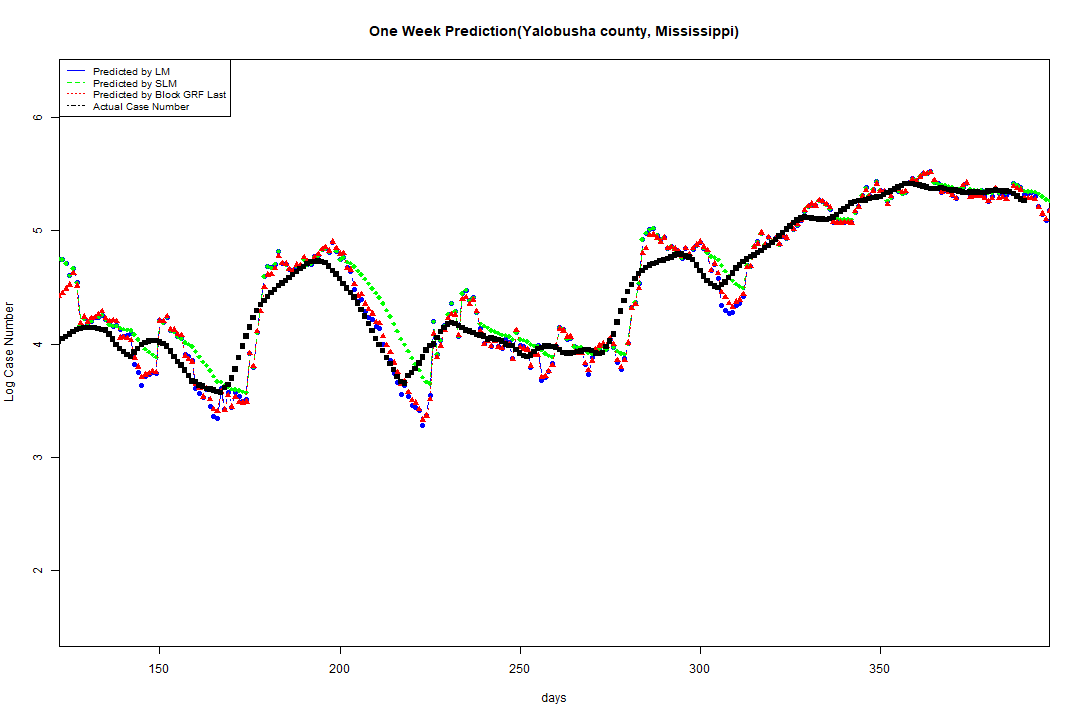 One Week Prediction(Yalobusha county, Mississippi)
Predicted by LM
Predicted by SLM
Predicted by Block GRF Last
Actual Case Number
6
5
4
3
2
Log Case Number
150 200 250 300 350
days